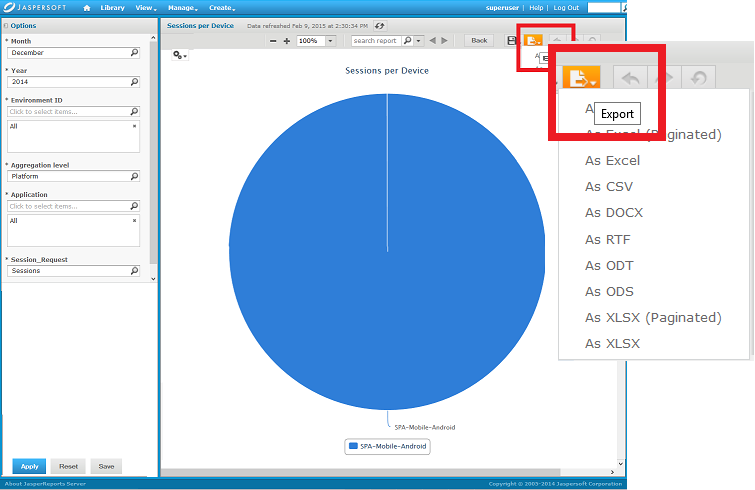 JASPERSOFT Library View Manage Create superuser | Help | Log Out
Options
* Month
December
* Year
2014
* Environment ID
Click to select items...
All
* Aggregation level
Platform
* Application
Click to select items...
All
* Session_Request
Sessions
Apply Reset Save
Sessions per Device Data refreshed Feb 9, 2015 at 2:30:34 PM
100% search report Back
Sessions per Device
SPA-Mobile-Android
SPA-Mobile-Android
Export
As Excel (Paginated)
As Excel
As CSV
As DOCX
As RTF
As ODT
As ODS
As XLSX (Paginated)
As XLSX
About JasperReports Server Copyright © 2005-2014 Jaspersoft Corporation